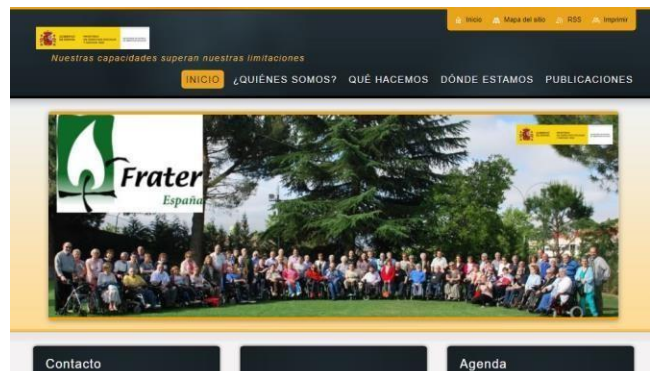 Inicio
Mapa del sitio
RSS
Imprimir
Nuestras capacidades superan nuestras limitaciones
INICIO
¿QUIÉNES SOMOS?
QUÉ HACEMOS
DÓNDE ESTAMOS
PUBLICACIONES
Frater
España
Contacto
Agenda